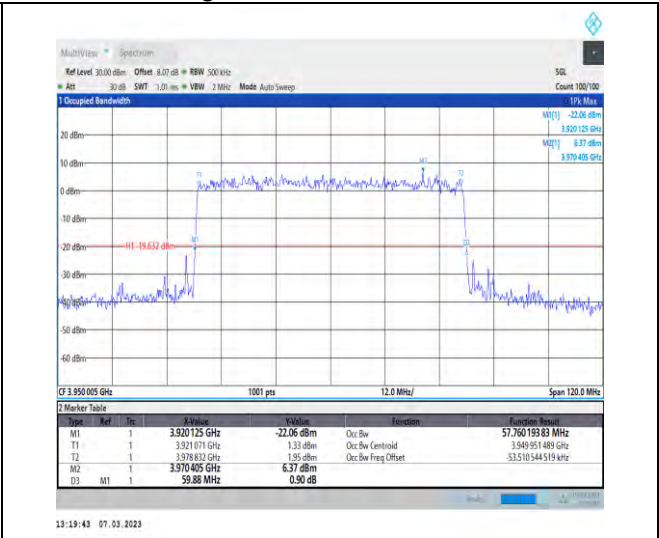 MultiView Spectrum
Ref Level 30.00 dBm Offset 8.07 dB RBW 500 kHz SGL
Att 30 dB SWT 1.01 ms VBW 2 MHz Mode Auto Sweep Count 100/100
1 Occupied Bandwidth 1Pk Max
M1[1] -22.06 dBm
3.920 125 GHz
20 dBm M2[1] 6.37 dBm
3.970 405 GHz
10 dBm
M2
T1 T2
0 dBm
-10 dBm
-20 dBm H1 -19.632 dBm M1 D3
-30 dBm
-40 dBm
-50 dBm
-60 dBm
CF 3.950 005 GHz 1001 pts 12.0 MHz/ Span 120.0 MHz
2 Marker Table
Type Ref Trc X-Value Y-Value Function Function Result
M1 1 3.920125 GHz -22.06 dBm Occ Bw 57.760 193 83 MHz
T1 1 3.921 071 GHz 1.33 dBm Occ Bw Centroid 3.949 951 489 GHz
T2 1 3.978 832 GHz 1.95 dBm Occ Bw Freq Offset -53.510 544 519 kHz
M2 1 3.970 405 GHz 6.37 dBm
D3 M1 1 59.88 MHz 0.90 dB
13:19:43 07.03.2023